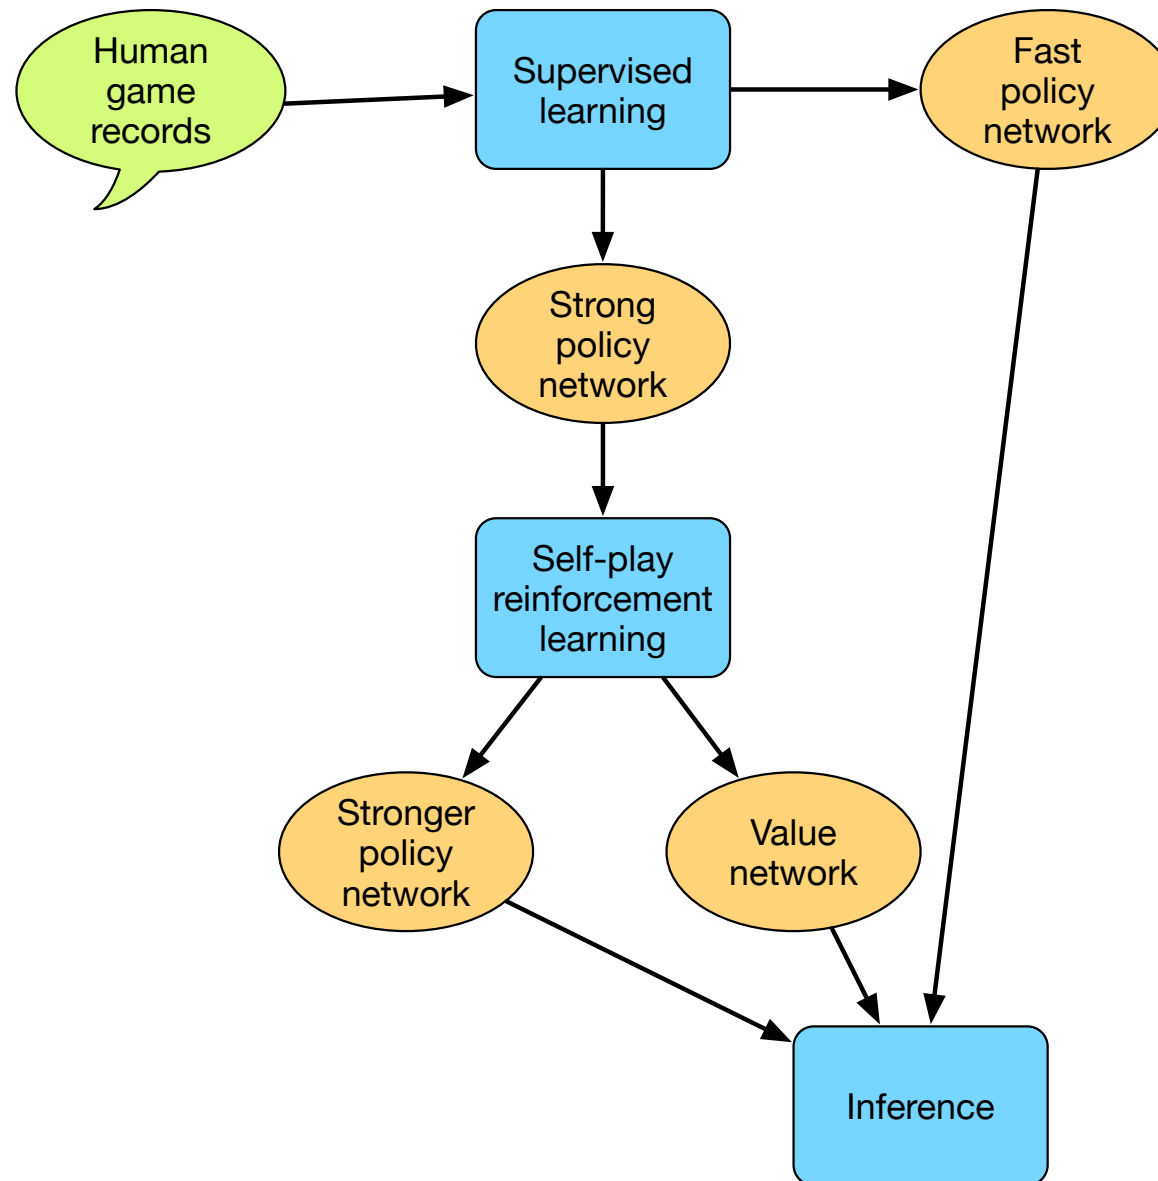 Human
game
records
Supervised
learning
Fast
policy
network
Strong
policy
network
Self-play
reinforcement
learning
Stronger
policy
network
Value
network
Inference